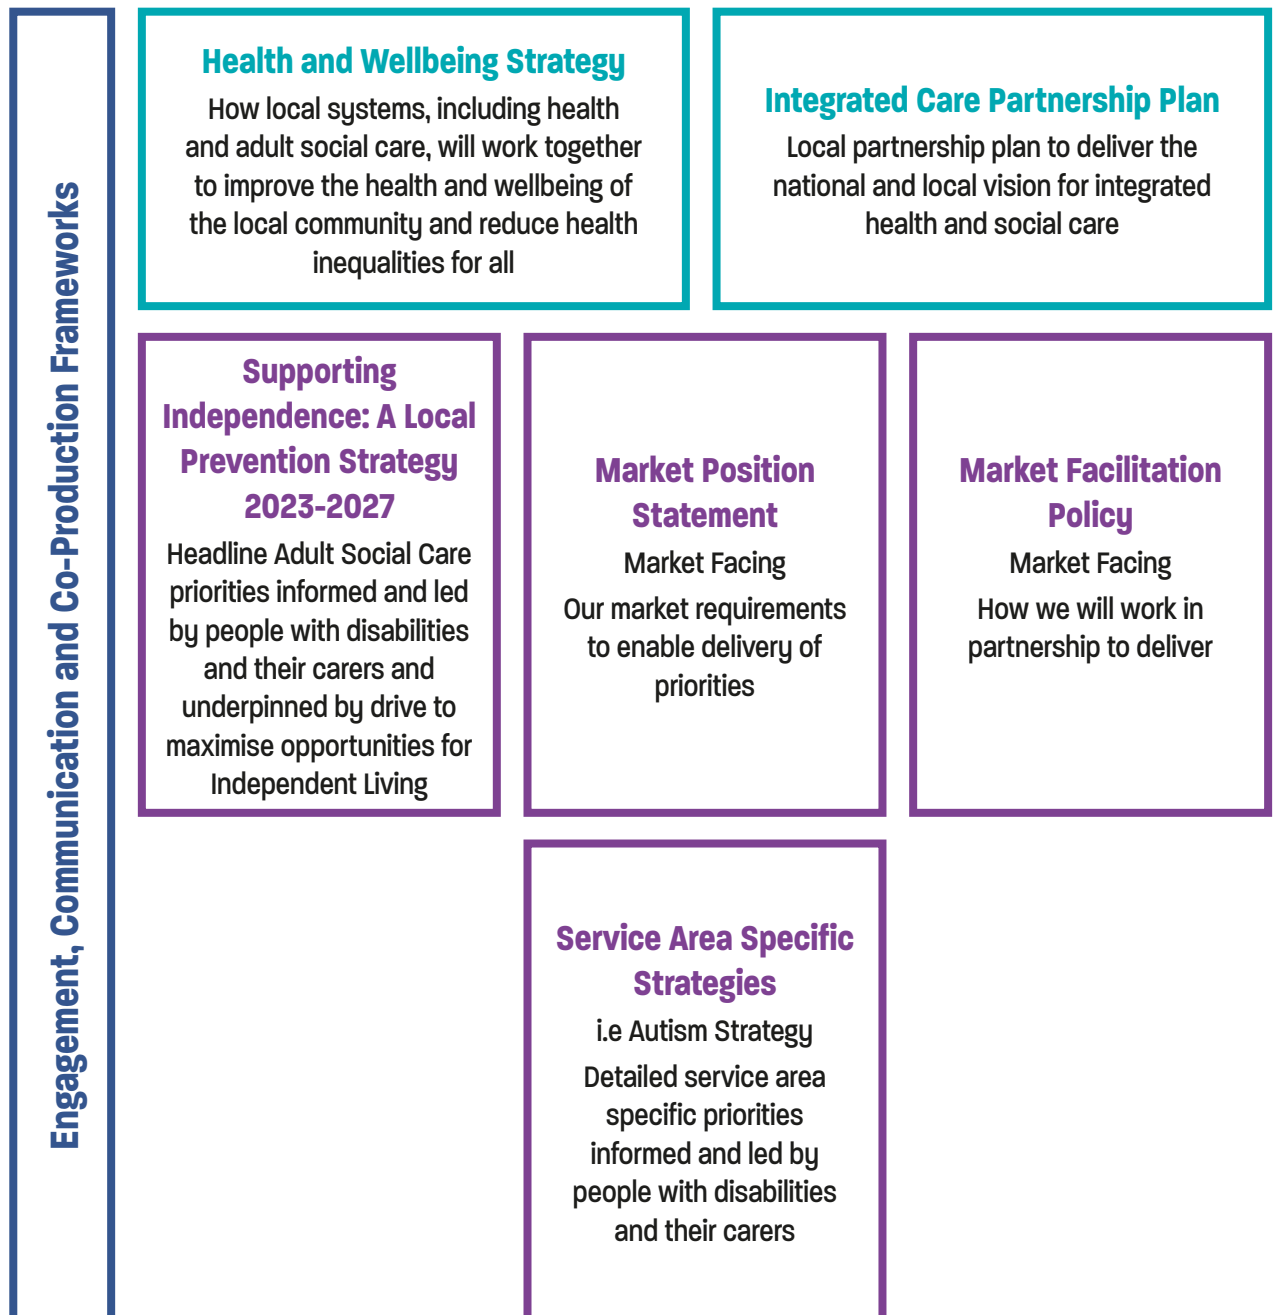 Engagement, Communication and Co-Production Frameworks
Health and Wellbeing Strategy
How local systems, including health
and adult social care, will work together
to improve the health and wellbeing of
the local community and reduce health
inequalities for all
Integrated Care Partnership Plan
Local partnership plan to deliver the
national and local vision for integrated
health and social care
Supporting
Independence: A Local
Prevention Strategy
2023-2027
Headline Adult Social Care
priorities informed and led
by people with disabilities
and their carers and
underpinned by drive to
maximise opportunities for
Independent Living
Market Position
Statement
Market Facing
Our market requirements
to enable delivery of
priorities
Market Facilitation
Policy
Market Facing
How we will work in
partnership to deliver
Service Area Specific
Strategies
i.e Autism Strategy
Detailed service area
specific priorities
informed and led by
people with disabilities
and their carers